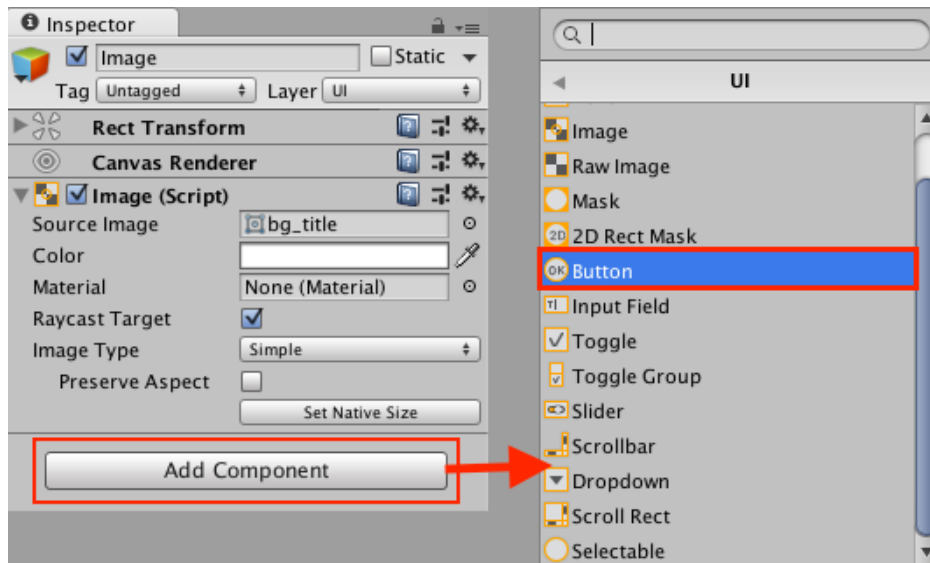 Inspector
Image
Static
Tag Untagged Layer UI
Rect Transform
Canvas Renderer
Image (Script)
Source Image bg_title
Color
Material None (Material)
Raycast Target
Image Type Simple
Preserve Aspect
Set Native Size
Add Component
UI
Image
Raw Image
Mask
2D 2D Rect Mask
OK Button
TI Input Field
Toggle
Toggle Group
Slider
Scrollbar
Dropdown
Scroll Rect
Selectable